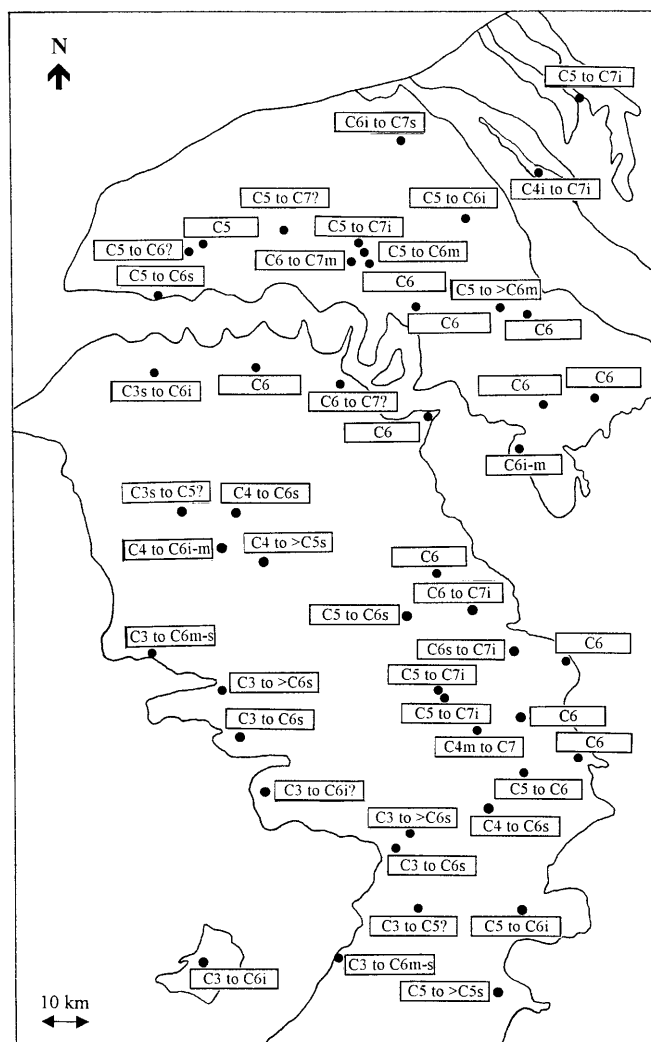 N
C5 to C7i
C6i to C7s
C4i to C7i
C5 to C7?
C5 to C6i
C5
C5 to C7i
C5 to C6?
C5 to C6m
C6 to C7m
C5 to C6s
C6
C5 to >C6m
C6
C6
C3s to C6i
C6
C6 to C7?
C6
C6
C6
C6i-m
C3s to C5?
C4 to C6s
C4 to C6i-m
C4 to >C5s
C6
C6 to C7i
C5 to C6s
C3 to C6m-s
C6s to C7i
C6
C3 to >C6s
C5 to C7i
C5 to C7i
C6
C3 to C6s
C4m to C7
C6
C5 to C6
C3 to C6i?
C4 to C6s
C3 to >C6s
C3 to C6s
C3 to C5?
C5 to C6i
C3 to C6i
C3 to C6m-s
C5 to >C5s
10 km